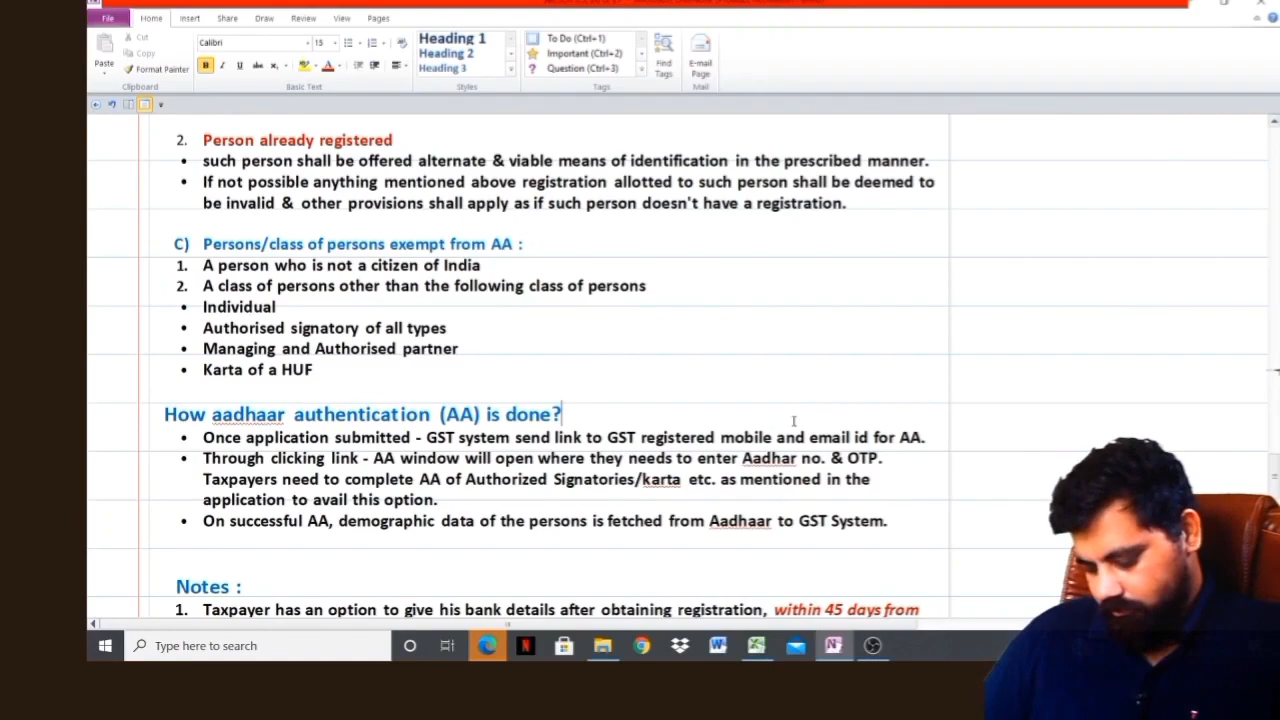 File Home Insert Share Draw Review View Pages
Cut
Copy
Paste
Format Painter
Clipboard
Calibri 15
B I U abc x
Basic Text
Heading 1
Heading 2
Heading 3
Styles
To Do (Ctrl+1)
Important (Ctrl+2)
Question (Ctrl+3)
Tags
Find Tags
E-mail Page
Mail
2. Person already registered
• such person shall be offered alternate & viable means of identification in the prescribed manner.
• If not possible anything mentioned above registration allotted to such person shall be deemed to
be invalid & other provisions shall apply as if such person doesn't have a registration.
C) Persons/class of persons exempt from AA :
1. A person who is not a citizen of India
2. A class of persons other than the following class of persons
• Individual
• Authorised signatory of all types
• Managing and Authorised partner
• Karta of a HUF
How aadhaar authentication (AA) is done?
• Once application submitted - GST system send link to GST registered mobile and email id for AA.
• Through clicking link - AA window will open where they needs to enter Aadhar no. & OTP.
Taxpayers need to complete AA of Authorized Signatories/karta etc. as mentioned in the
application to avail this option.
• On successful AA, demographic data of the persons is fetched from Aadhaar to GST System.
Notes :
1. Taxpayer has an option to give his bank details after obtaining registration, within 45 days from
Type here to search